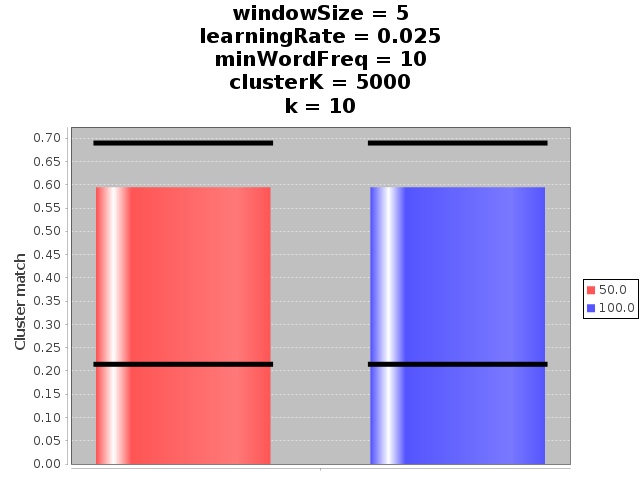 windowSize = 5
learningRate = 0.025
minWordFreq = 10
clusterK = 5000
k = 10
0.70
0.65
0.60
0.55
0.50
0.45
0.40
0.35
0.30
0.25
0.20
0.15
0.10
0.05
0.00
Cluster match
50.0
100.0